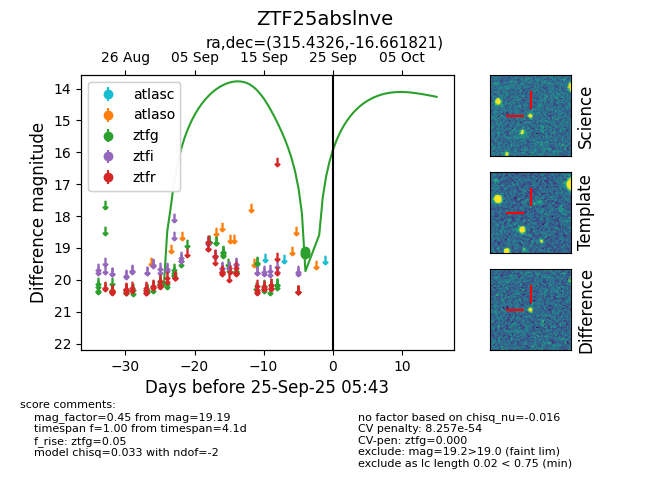 ZTF25abslnve
ra,dec=(315.4326,-16.661821)
26 Aug 05 Sep 15 Sep 25 Sep 05 Oct
atlasc
atlaso
ztfg
ztfi
ztfr
14
15
16
17
18
19
20
21
22
Difference magnitude
−30 −20 −10 0 10
Days before 25-Sep-25 05:43
Science
Template
Difference
score comments:
mag_factor=0.45 from mag=19.19
timespan f=1.00 from timespan=4.1d
f_rise: ztfg=0.05
model chisq=0.033 with ndof=-2
no factor based on chisq_nu=-0.016
CV penalty: 8.257e-54
CV-pen: ztfg=0.000
exclude: mag=19.2>19.0 (faint lim)
exclude as lc length 0.02 < 0.75 (min)